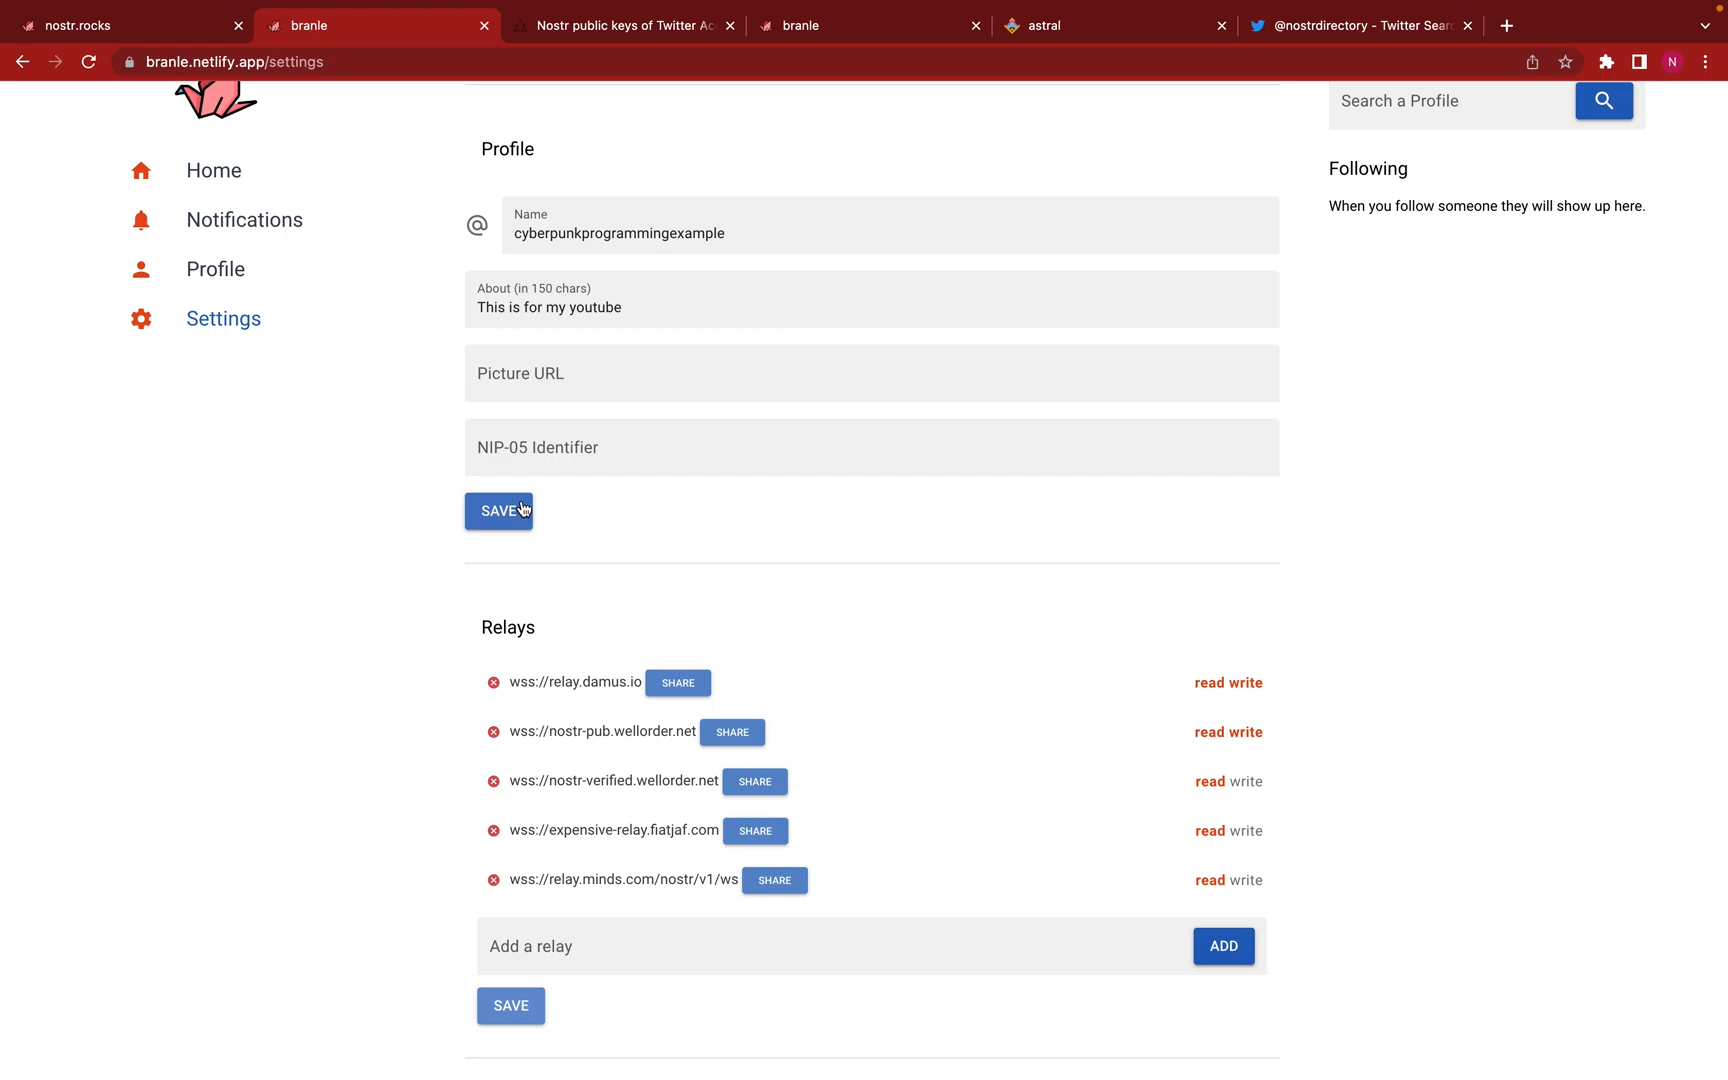 nostr.rocks
branle
Nostr public keys of Twitter Ac
branle
astral
@nostrdirectory - Twitter Sear
branle.netlify.app/settings
N
Search a Profile
Profile
Home
Following
Name
cyberpunkprogrammingexample
When you follow someone they will show up here.
Notifications
Profile
About (in 150 chars)
This is for my youtube
Settings
Picture URL
NIP-05 Identifier
SAVE
Relays
wss://relay.damus.io SHARE read write
wss://nostr-pub.wellorder.net SHARE read write
wss://nostr-verified.wellorder.net SHARE read write
wss://expensive-relay.fiatjaf.com SHARE read write
wss://relay.minds.com/nostr/v1/ws SHARE read write
Add a relay ADD
SAVE